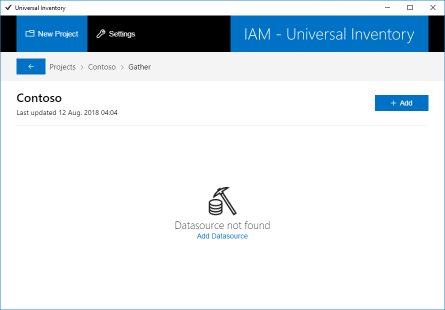 Universal Inventory
New Project
Settings
IAM - Universal Inventory
Projects > Contoso > Gather
Contoso
Last updated 12 Aug. 2018 04:04
+ Add
Datasource not found
Add Datasource